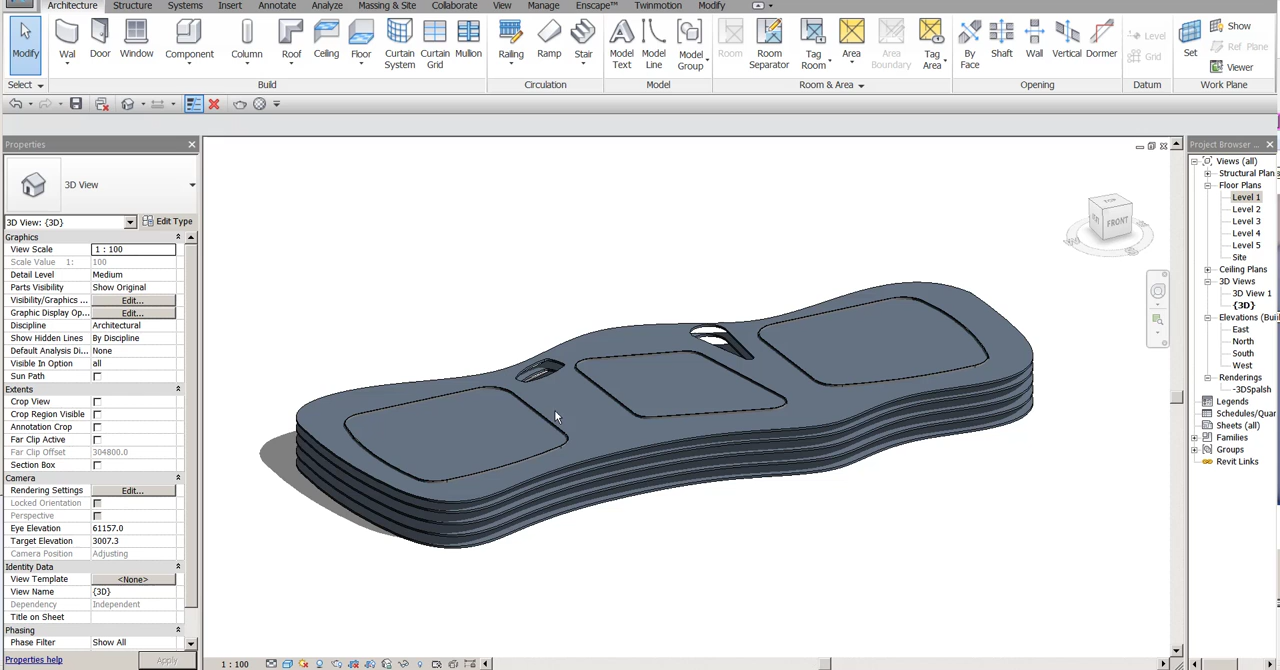 Architecture Structure Systems Insert Annotate Analyze Massing & Site Collaborate View Manage Enscape™ Twinmotion Modify
Modify Wall Door Window Component Column Roof Ceiling Floor Curtain System Curtain Grid Mullion Railing Ramp Stair Model Text Model Line Model Group Room Room Separator Tag Room Area Area Boundary Tag Area By Face Shaft Wall Vertical Dormer Level Grid Set Show Ref Plane Viewer
Select Build Circulation Model Room & Area Opening Datum Work Plane
Properties
3D View
3D View: {3D} Edit Type
Graphics
View Scale 1 : 100
Scale Value 1: 100
Detail Level Medium
Parts Visibility Show Original
Visibility/Graphics ... Edit...
Graphic Display Op... Edit...
Discipline Architectural
Show Hidden Lines By Discipline
Default Analysis Di... None
Visible In Option all
Sun Path
Extents
Crop View
Crop Region Visible
Annotation Crop
Far Clip Active
Far Clip Offset 304800.0
Section Box
Camera
Rendering Settings Edit...
Locked Orientation
Perspective
Eye Elevation 61157.0
Target Elevation 3007.3
Camera Position Adjusting
Identity Data
View Template <None>
View Name {3D}
Dependency Independent
Title on Sheet
Phasing
Phase Filter Show All
Properties help Apply
TOP
FRONT
1 : 100
Project Browser ...
Views (all)
Structural Plans
Floor Plans
Level 1
Level 2
Level 3
Level 4
Level 5
Site
Ceiling Plans
3D Views
3D View 1
{3D}
Elevations (Buil
East
North
South
West
Renderings
-3DSpalsh
Legends
Schedules/Quan
Sheets (all)
Families
Groups
Revit Links